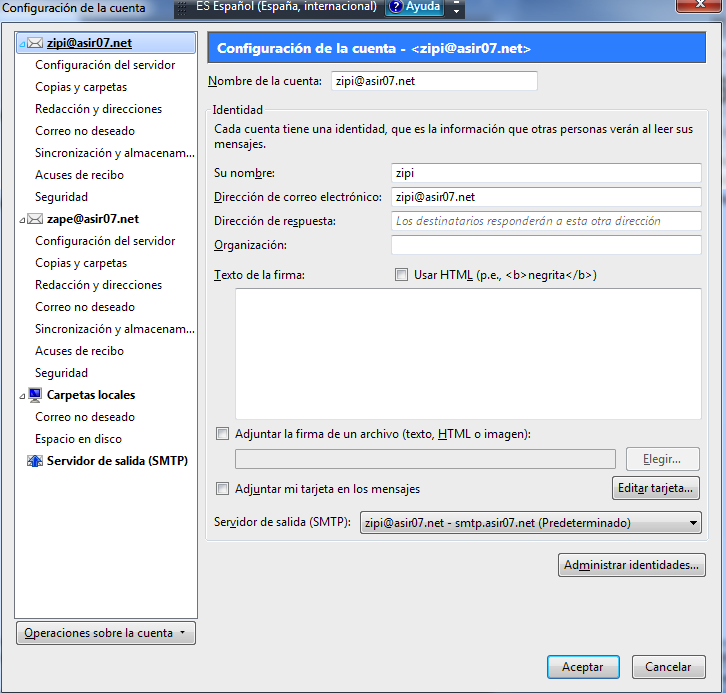 Configuración de la cuenta
ES Español (España, internacional)
Ayuda
zipi@asir07.net
Configuración del servidor
Copias y carpetas
Redacción y direcciones
Correo no deseado
Sincronización y almacenam...
Acuses de recibo
Seguridad
zape@asir07.net
Configuración del servidor
Copias y carpetas
Redacción y direcciones
Correo no deseado
Sincronización y almacenam...
Acuses de recibo
Seguridad
Carpetas locales
Correo no deseado
Espacio en disco
Servidor de salida (SMTP)
Operaciones sobre la cuenta
Configuración de la cuenta - <zipi@asir07.net>
Nombre de la cuenta: zipi@asir07.net
Identidad
Cada cuenta tiene una identidad, que es la información que otras personas verán al leer sus
mensajes.
Su nombre: zipi
Dirección de correo electrónico: zipi@asir07.net
Dirección de respuesta: Los destinatarios responderán a esta otra dirección
Organización:
Texto de la firma: Usar HTML (p.e., <b>negrita</b>)
Adjuntar la firma de un archivo (texto, HTML o imagen):
Elegir...
Adjuntar mi tarjeta en los mensajes
Editar tarjeta...
Servidor de salida (SMTP): zipi@asir07.net - smtp.asir07.net (Predeterminado)
Administrar identidades...
Aceptar Cancelar